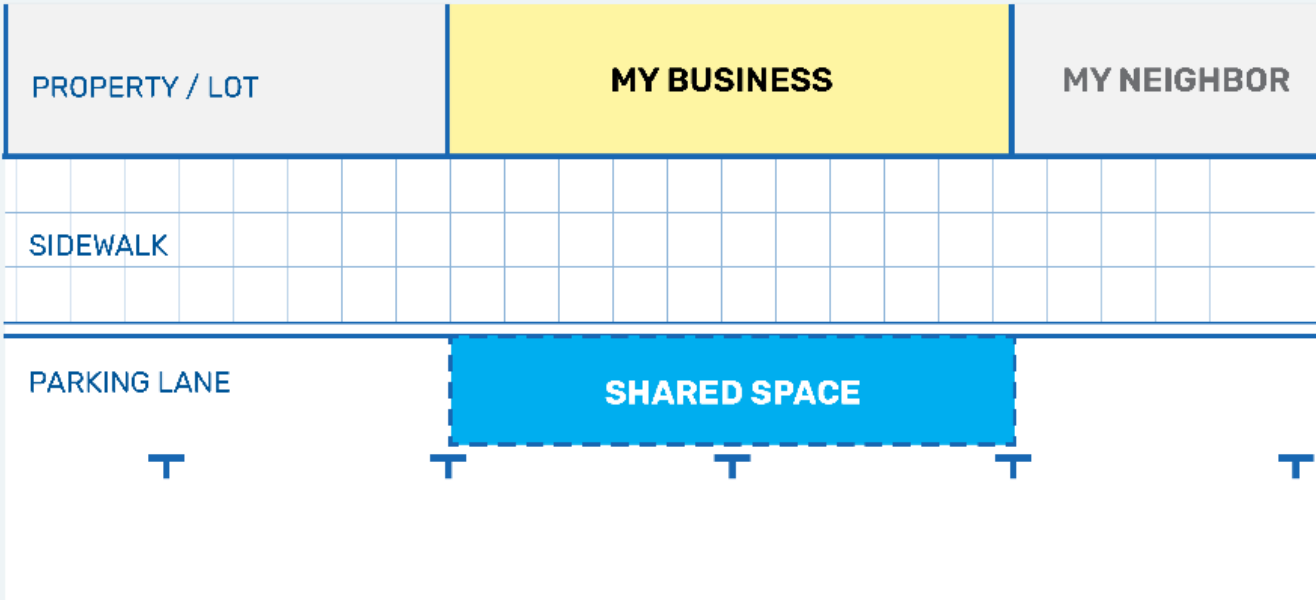 PROPERTY / LOT
MY BUSINESS
MY NEIGHBOR
SIDEWALK
PARKING LANE
SHARED SPACE